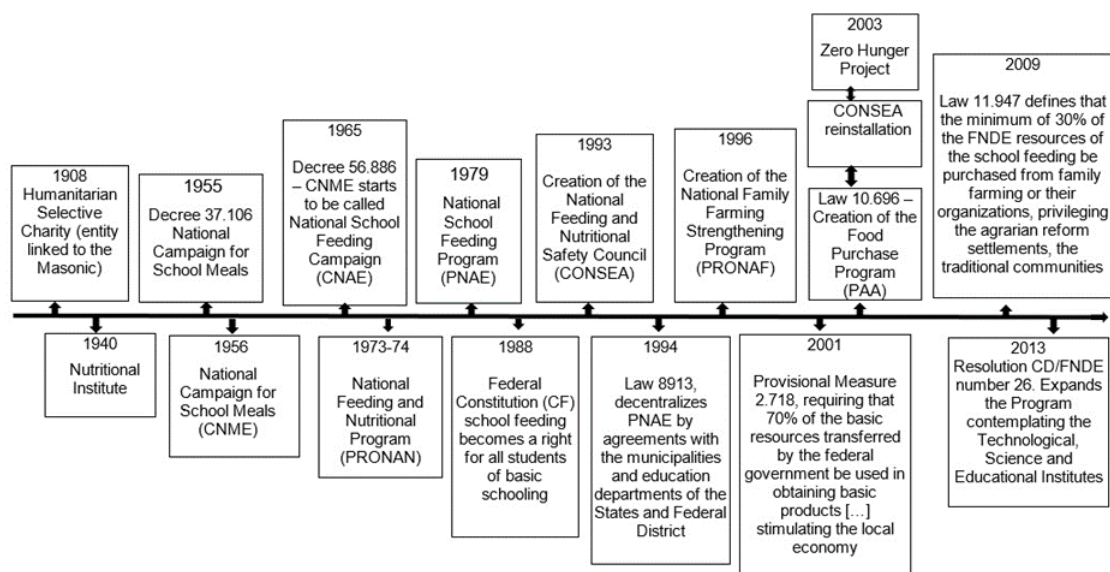 1908
Humanitarian
Selective
Charity (entity
linked to the
Masonic)
1940
Nutritional
Institute
1955
Decree 37.106
National
Campaign for
School Meals
1956
National
Campaign for
School Meals
(CNME)
1965
Decree 56.886
– CNME starts
to be called
National School
Feeding
Campaign
(CNAE)
1973-74
National
Feeding and
Nutritional
Program
(PRONAN)
1979
National
School
Feeding
Program
(PNAE)
1988
Federal
Constitution (CF)
school feeding
becomes a right
for all students
of basic
schooling
1993
Creation of the
National
Feeding and
Nutritional
Safety Council
(CONSEA)
1994
Law 8913,
decentralizes
PNAE by
agreements with
the municipalities
and education
departments of the
States and Federal
District
1996
Creation of the
National Family
Farming
Strengthening
Program
(PRONAF)
2001
Provisional Measure
2.718, requiring that
70% of the basic
resources transferred
by the federal
government be used in
obtaining basic
products [...]
stimulating the local
economy
2003
Zero Hunger
Project
CONSEA
reinstallation
Law 10.696 –
Creation of the
Food
Purchase
Program
(PAA)
2009
Law 11.947 defines that
the minimum of 30% of
the FNDE resources of
the school feeding be
purchased from family
farming or their
organizations, privileging
the agrarian reform
settlements, the
traditional communities
2013
Resolution CD/FNDE
number 26. Expands
the Program
contemplating the
Technological,
Science and
Educational Institutes